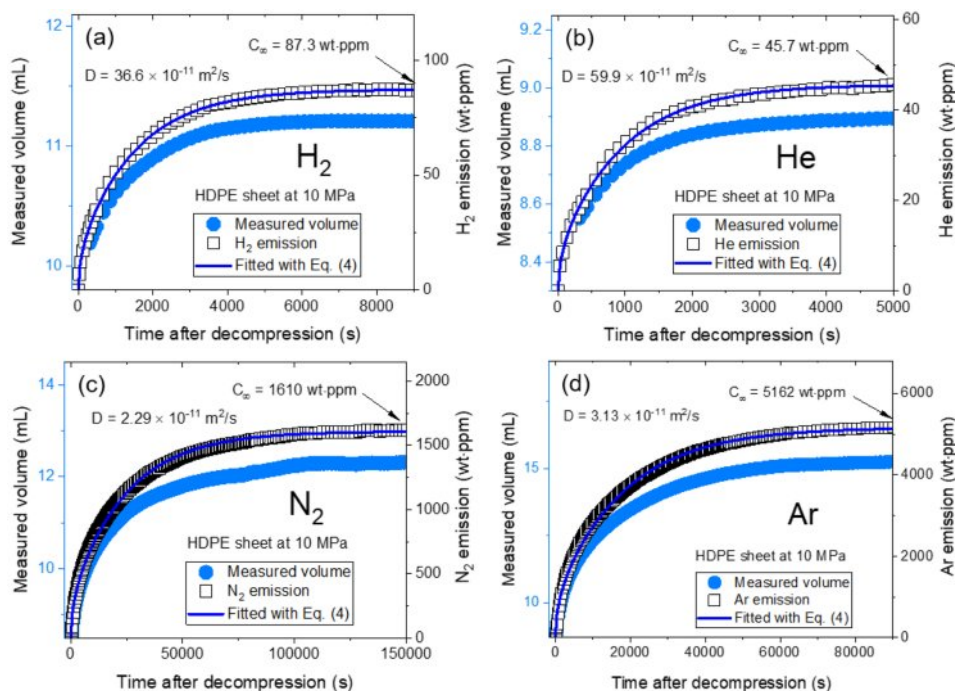 (a)
C∞ = 87.3 wt·ppm
D = 36.6 × 10⁻¹¹ m²/s
H₂
HDPE sheet at 10 MPa
Measured volume
H₂ emission
Fitted with Eq. (4)
Measured volume (mL)
12
11
10
H₂ emission (wt·ppm)
100
50
0
0 2000 4000 6000 8000
Time after decompression (s)
(b)
C∞ = 45.7 wt·ppm
D = 59.9 × 10⁻¹¹ m²/s
He
HDPE sheet at 10 MPa
Measured volume
He emission
Fitted with Eq. (4)
Measured volume (mL)
9.2
9.0
8.8
8.6
8.4
He emission (wt·ppm)
60
40
20
0
0 1000 2000 3000 4000 5000
Time after decompression (s)
(c)
C∞ = 1610 wt·ppm
D = 2.29 × 10⁻¹¹ m²/s
N₂
HDPE sheet at 10 MPa
Measured volume
N₂ emission
Fitted with Eq. (4)
Measured volume (mL)
14
12
10
N₂ emission (wt·ppm)
2000
1500
1000
500
0
0 50000 100000 150000
Time after decompression (s)
(d)
C∞ = 5162 wt·ppm
D = 3.13 × 10⁻¹¹ m²/s
Ar
HDPE sheet at 10 MPa
Measured volume
Ar emission
Fitted with Eq. (4)
Measured volume (mL)
15
10
Ar emission (wt·ppm)
6000
4000
2000
0
0 20000 40000 60000 80000
Time after decompression (s)